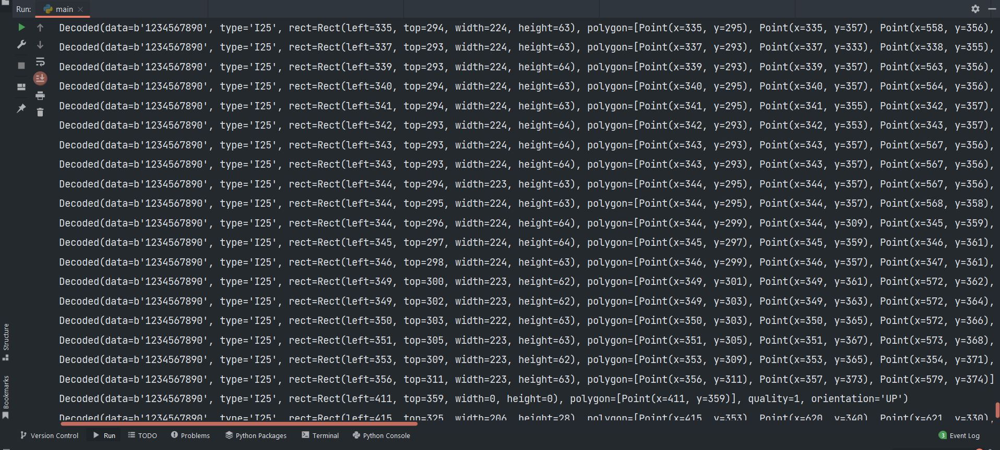 Run: main
Decoded(data=b'1234567890', type='I25', rect=Rect(left=335, top=294, width=224, height=63), polygon=[Point(x=335, y=295), Point(x=335, y=357), Point(x=558, y=356),
Decoded(data=b'1234567890', type='I25', rect=Rect(left=337, top=293, width=224, height=63), polygon=[Point(x=337, y=293), Point(x=337, y=333), Point(x=338, y=355),
Decoded(data=b'1234567890', type='I25', rect=Rect(left=339, top=293, width=224, height=64), polygon=[Point(x=339, y=293), Point(x=339, y=357), Point(x=563, y=356),
Decoded(data=b'1234567890', type='I25', rect=Rect(left=340, top=294, width=224, height=63), polygon=[Point(x=340, y=295), Point(x=340, y=357), Point(x=564, y=356),
Decoded(data=b'1234567890', type='I25', rect=Rect(left=341, top=294, width=224, height=63), polygon=[Point(x=341, y=295), Point(x=341, y=355), Point(x=342, y=357),
Decoded(data=b'1234567890', type='I25', rect=Rect(left=342, top=293, width=224, height=64), polygon=[Point(x=342, y=293), Point(x=342, y=353), Point(x=343, y=357),
Decoded(data=b'1234567890', type='I25', rect=Rect(left=343, top=293, width=224, height=64), polygon=[Point(x=343, y=293), Point(x=343, y=357), Point(x=567, y=356),
Decoded(data=b'1234567890', type='I25', rect=Rect(left=343, top=293, width=224, height=64), polygon=[Point(x=343, y=293), Point(x=343, y=357), Point(x=567, y=356),
Decoded(data=b'1234567890', type='I25', rect=Rect(left=344, top=294, width=223, height=63), polygon=[Point(x=344, y=295), Point(x=344, y=357), Point(x=567, y=356),
Decoded(data=b'1234567890', type='I25', rect=Rect(left=344, top=295, width=224, height=63), polygon=[Point(x=344, y=295), Point(x=344, y=357), Point(x=568, y=358),
Decoded(data=b'1234567890', type='I25', rect=Rect(left=344, top=296, width=224, height=64), polygon=[Point(x=344, y=299), Point(x=344, y=309), Point(x=345, y=359),
Decoded(data=b'1234567890', type='I25', rect=Rect(left=345, top=297, width=224, height=64), polygon=[Point(x=345, y=297), Point(x=345, y=359), Point(x=346, y=361),
Decoded(data=b'1234567890', type='I25', rect=Rect(left=346, top=298, width=224, height=63), polygon=[Point(x=346, y=299), Point(x=346, y=357), Point(x=347, y=361),
Decoded(data=b'1234567890', type='I25', rect=Rect(left=349, top=300, width=223, height=62), polygon=[Point(x=349, y=301), Point(x=349, y=361), Point(x=572, y=362),
Decoded(data=b'1234567890', type='I25', rect=Rect(left=349, top=302, width=223, height=62), polygon=[Point(x=349, y=303), Point(x=349, y=363), Point(x=572, y=364),
Decoded(data=b'1234567890', type='I25', rect=Rect(left=350, top=303, width=222, height=63), polygon=[Point(x=350, y=303), Point(x=350, y=365), Point(x=572, y=366),
Decoded(data=b'1234567890', type='I25', rect=Rect(left=351, top=305, width=223, height=63), polygon=[Point(x=351, y=305), Point(x=351, y=367), Point(x=573, y=368),
Decoded(data=b'1234567890', type='I25', rect=Rect(left=353, top=309, width=223, height=62), polygon=[Point(x=353, y=309), Point(x=353, y=365), Point(x=354, y=371),
Decoded(data=b'1234567890', type='I25', rect=Rect(left=356, top=311, width=223, height=63), polygon=[Point(x=356, y=311), Point(x=357, y=373), Point(x=579, y=374)]
Decoded(data=b'1234567890', type='I25', rect=Rect(left=411, top=359, width=0, height=0), polygon=[Point(x=411, y=359)], quality=1, orientation='UP')
Decoded(data=b'1234567890', type='I25', rect=Rect(left=415, top=325, width=206, height=28), polygon=[Point(x=415, y=353), Point(x=620, y=340), Point(x=621, y=330),
Structure
Bookmarks
Version Control Run TODO Problems Python Packages Terminal Python Console 3 Event Log